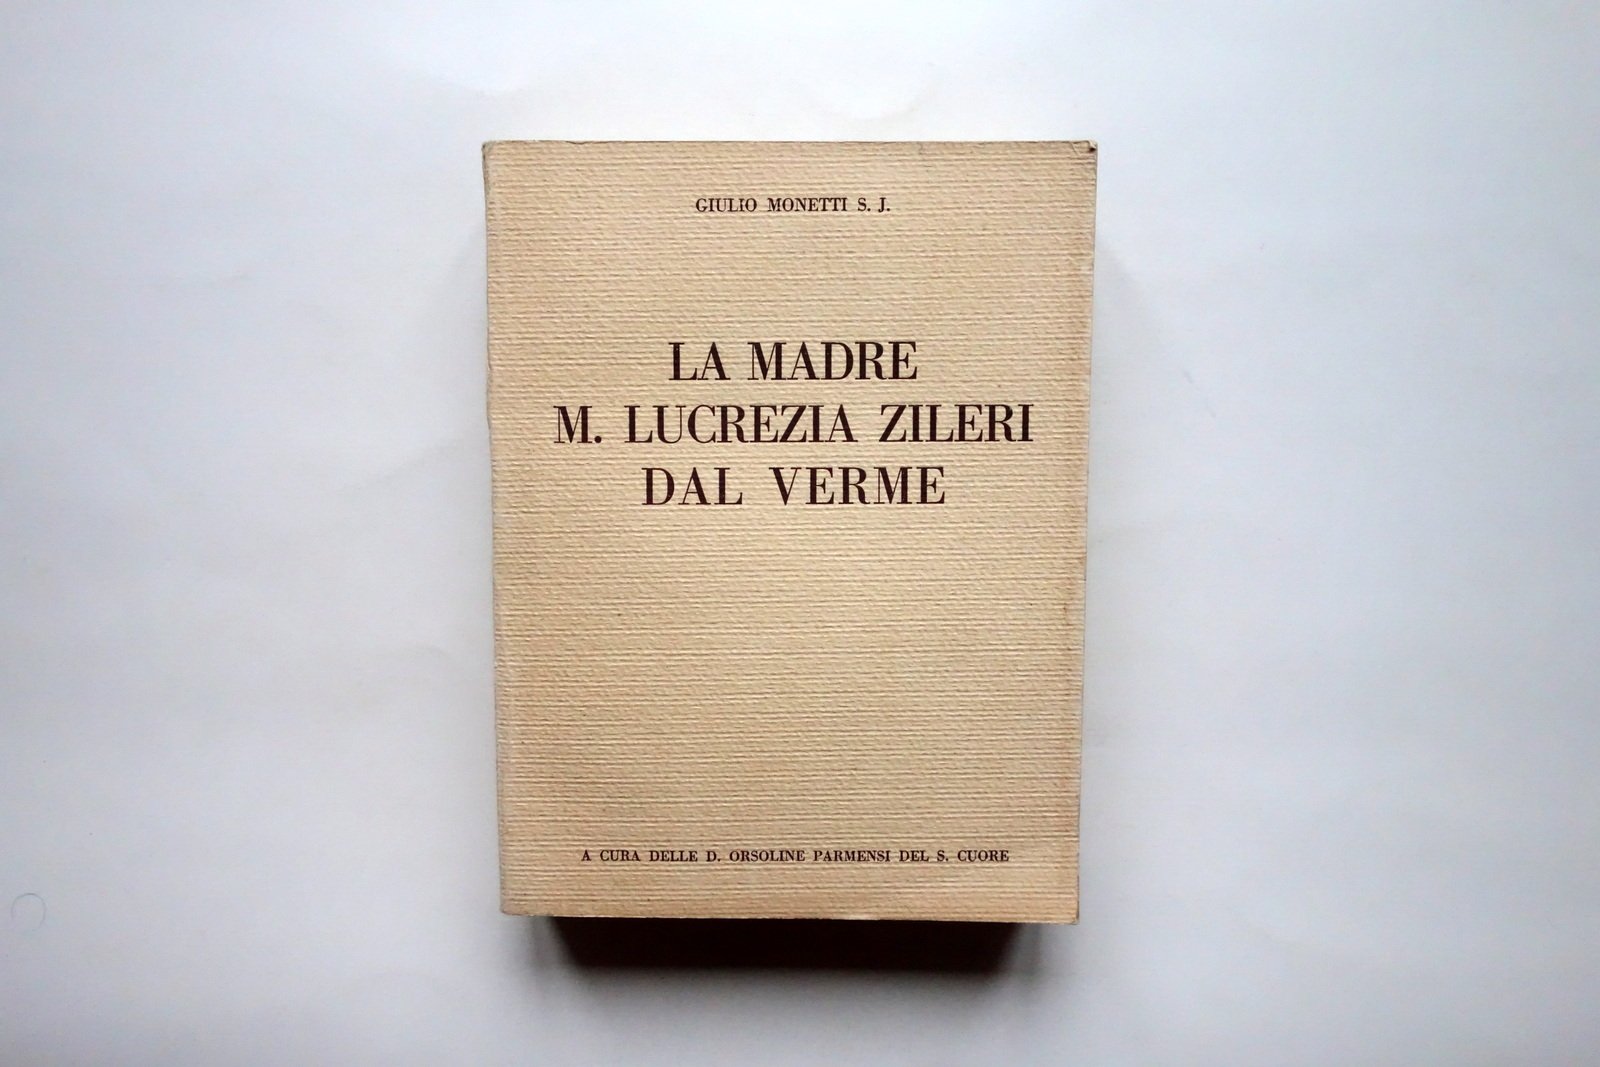 GIULIO MONETTI S. J.
LA MADRE
M. LUCREZIA ZILERI
DAL VERME
A CURA DELLE D. ORSOLINE PARMENSI DEL S. CUORE